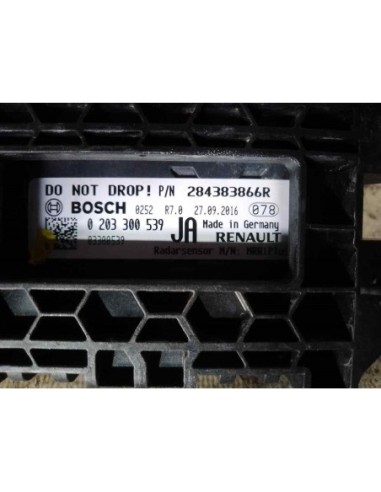 DO NOT DROP! P/N 284383866R
BOSCH 0252 R7.0 27.09.2016 078
0 203 300 539 JA Made in Germany
03300539 RENAULT
Radarsensor H/W: